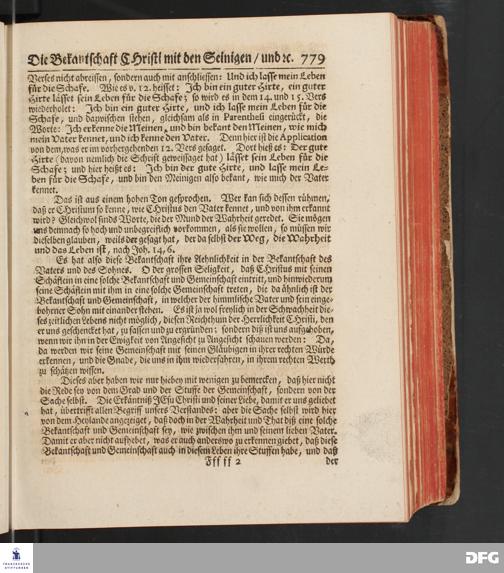 Die Bekantschaft CHristi mit den Seinigen / und ꝛc. 779
Verses nicht abreissen, sondern auch mit anschliessen: Und ich lasse mein Leben
für die Schafe. Wie es v. 12. heisset: Ich bin ein guter Hirte, ein guter
Hirte lässet sein Leben für die Schafe; so wird es in dem 14. und 15. Vers
wiederholet: Ich bin ein guter Hirte, und ich lasse mein Leben für die
Schafe, und dazwischen stehen, gleichsam als in Parenthesi eingerückt, die
Worte: Ich erkenne die Meinen, und bin bekant den Meinen, wie mich
mein Vater kennet, und ich kenne den Vater. Denn hier ist die Application
von dem, was er im vorhergehenden 12. Vers gesaget. Dort hieß es: Der gute
Hirte (davon nemlich die Schrift geweissaget hat) lässet sein Leben für die
Schafe; und hier heißt es: Ich bin der gute Hirte, und lasse mein Le-
ben für die Schafe, und bin den Meinigen also bekant, wie mich der Vater
kennet.
Das ist aus einem hohen Ton gesprochen. Wer kan sich dessen rühmen,
daß er Christum so kenne, wie Christus den Vater kennet, und von ihm erkannt
wird? Gleichwol sinds Worte, die der Mund der Wahrheit geredet. Sie mögen
uns demnach so hoch und unbegreiflich vorkommen, als sie wollen, so müssen wir
dieselben glauben, weils der gesagt hat, der da selbst der Weg, die Wahrheit
und das Leben ist, nach Joh. 14, 6.
Es hat also diese Bekantschaft ihre Aehnlichkeit in der Bekantschaft des
Vaters und des Sohnes. O der grossen Seligkeit, daß Christus mit seinen
Schäflein in eine solche Bekantschaft und Gemeinschaft eintritt, und hinwiederum
seine Schäflein mit ihm in eine solche Gemeinschaft treten, die da ähnlich ist der
Bekantschaft und Gemeinschaft, in welcher der himmlische Vater und sein einge-
bohrner Sohn mit einander stehen. Es ist ja wol freylich in der Schwachheit die-
ses zeitlichen Lebens nicht möglich, diesen Reichthum der Herrlichkeit Christi, den
er uns geschencket hat, zu fassen und zu ergründen; sondern diß ist uns aufgehoben,
wenn wir ihn in der Ewigkeit von Angesicht zu Angesicht schauen werden: Da,
da werden wir seine Gemeinschaft mit seinen Gläubigen in ihrer rechten Würde
erkennen, und die Gnade, die uns in ihm wiederfahren, in ihrem rechten Werth
zu schätzen wissen.
Dieses aber haben wir nur hiebey mit wenigen zu bemercken, daß hier nicht
die Rede sey von dem Grad und der Stuffe der Gemeinschaft, sondern von der
Sache selbst. Die Erkäntniß JEsu Christi und seiner Liebe, damit er uns geliebet
hat, übertrifft allen Begriff unsers Verstandes: aber die Sache selbst wird hier
von dem Heylande angezeiget, daß doch in der Wahrheit und That diß eine solche
Bekantschaft und Gemeinschaft sey, wie zwischen ihm und seinem lieben Vater.
Damit er aber nicht aufhebet, was er auch anderswo zu erkennen giebet, daß diese
Bekantschaft und Gemeinschaft auch in diesem Leben ihre Stuffen habe, und daß
Fff ff 2 der
FRANCKESCHE
STIFTUNGEN
DFG